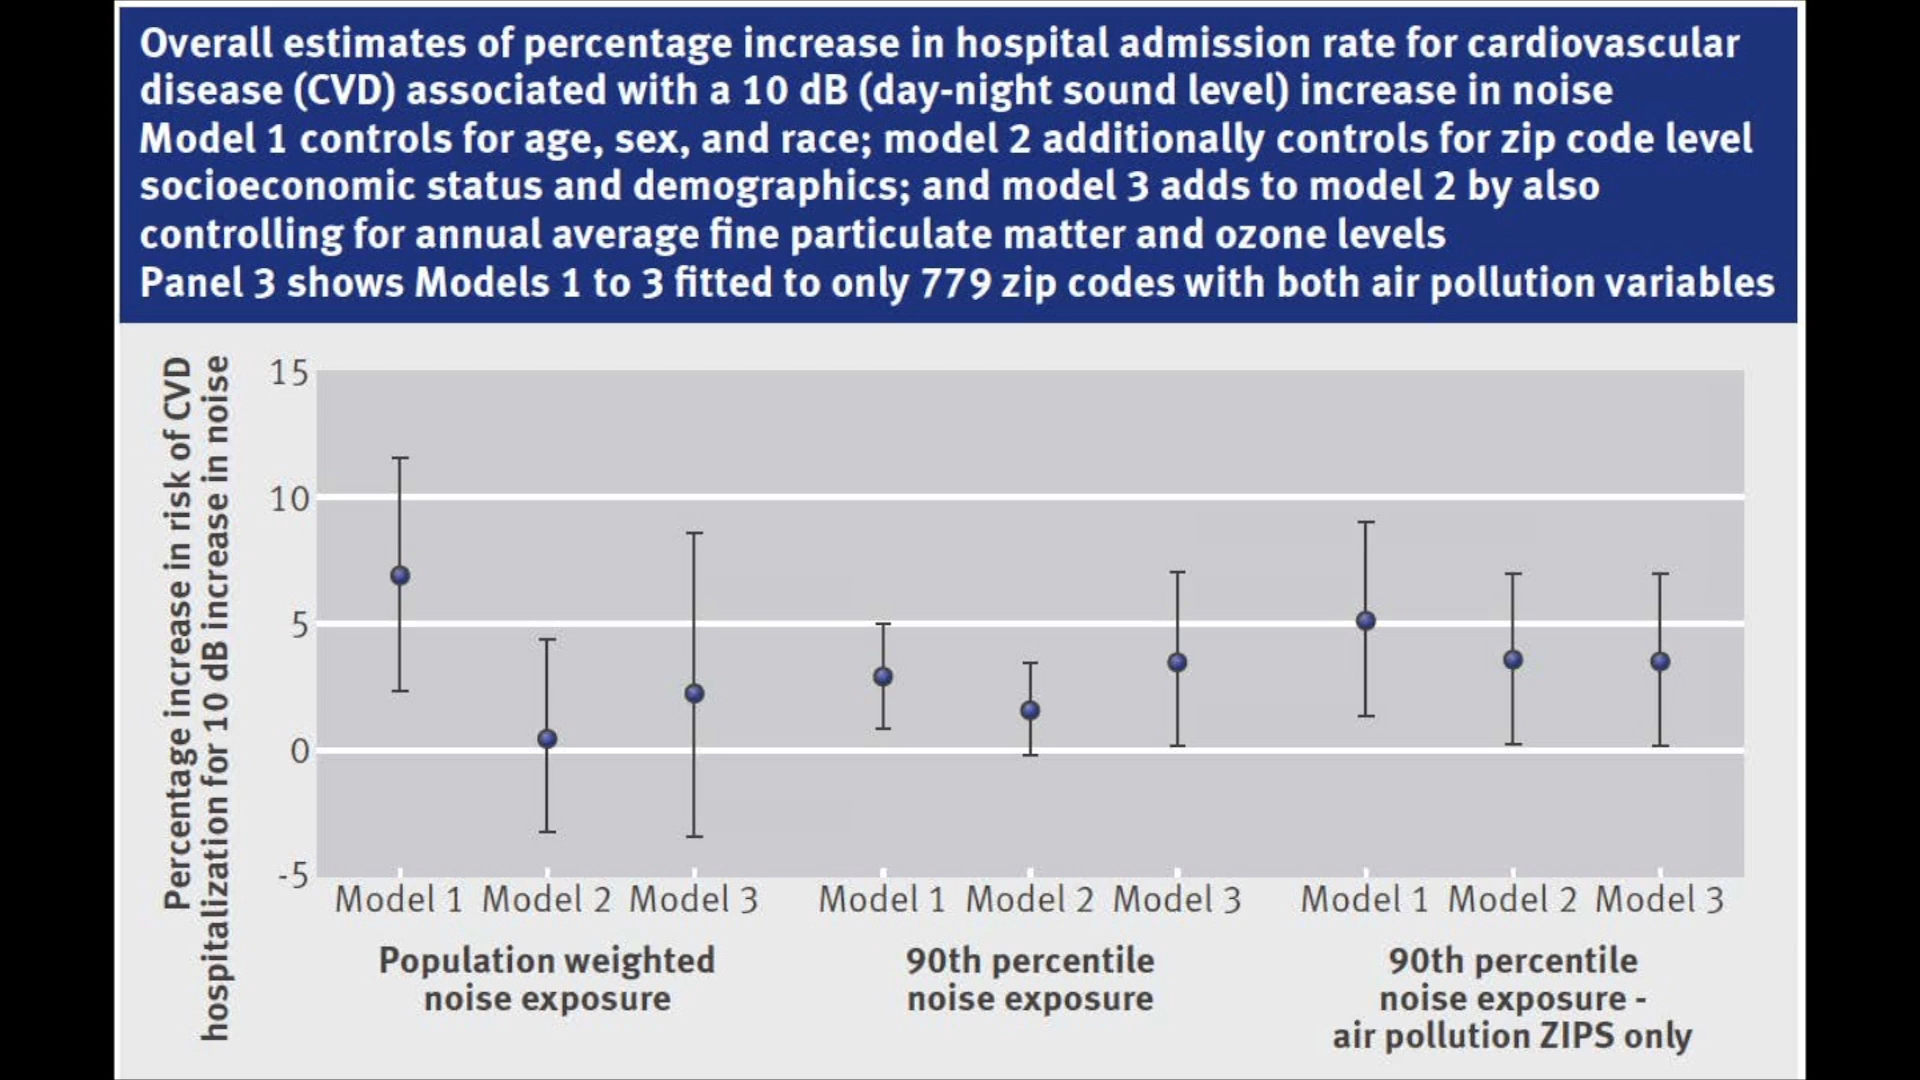 Overall estimates of percentage increase in hospital admission rate for cardiovascular
disease (CVD) associated with a 10 dB (day-night sound level) increase in noise
Model 1 controls for age, sex, and race; model 2 additionally controls for zip code level
socioeconomic status and demographics; and model 3 adds to model 2 by also
controlling for annual average fine particulate matter and ozone levels
Panel 3 shows Models 1 to 3 fitted to only 779 zip codes with both air pollution variables
Percentage increase in risk of CVD
hospitalization for 10 dB increase in noise
15
10
5
0
-5
Model 1 Model 2 Model 3 Model 1 Model 2 Model 3 Model 1 Model 2 Model 3
Population weighted
noise exposure
90th percentile
noise exposure
90th percentile
noise exposure -
air pollution ZIPS only